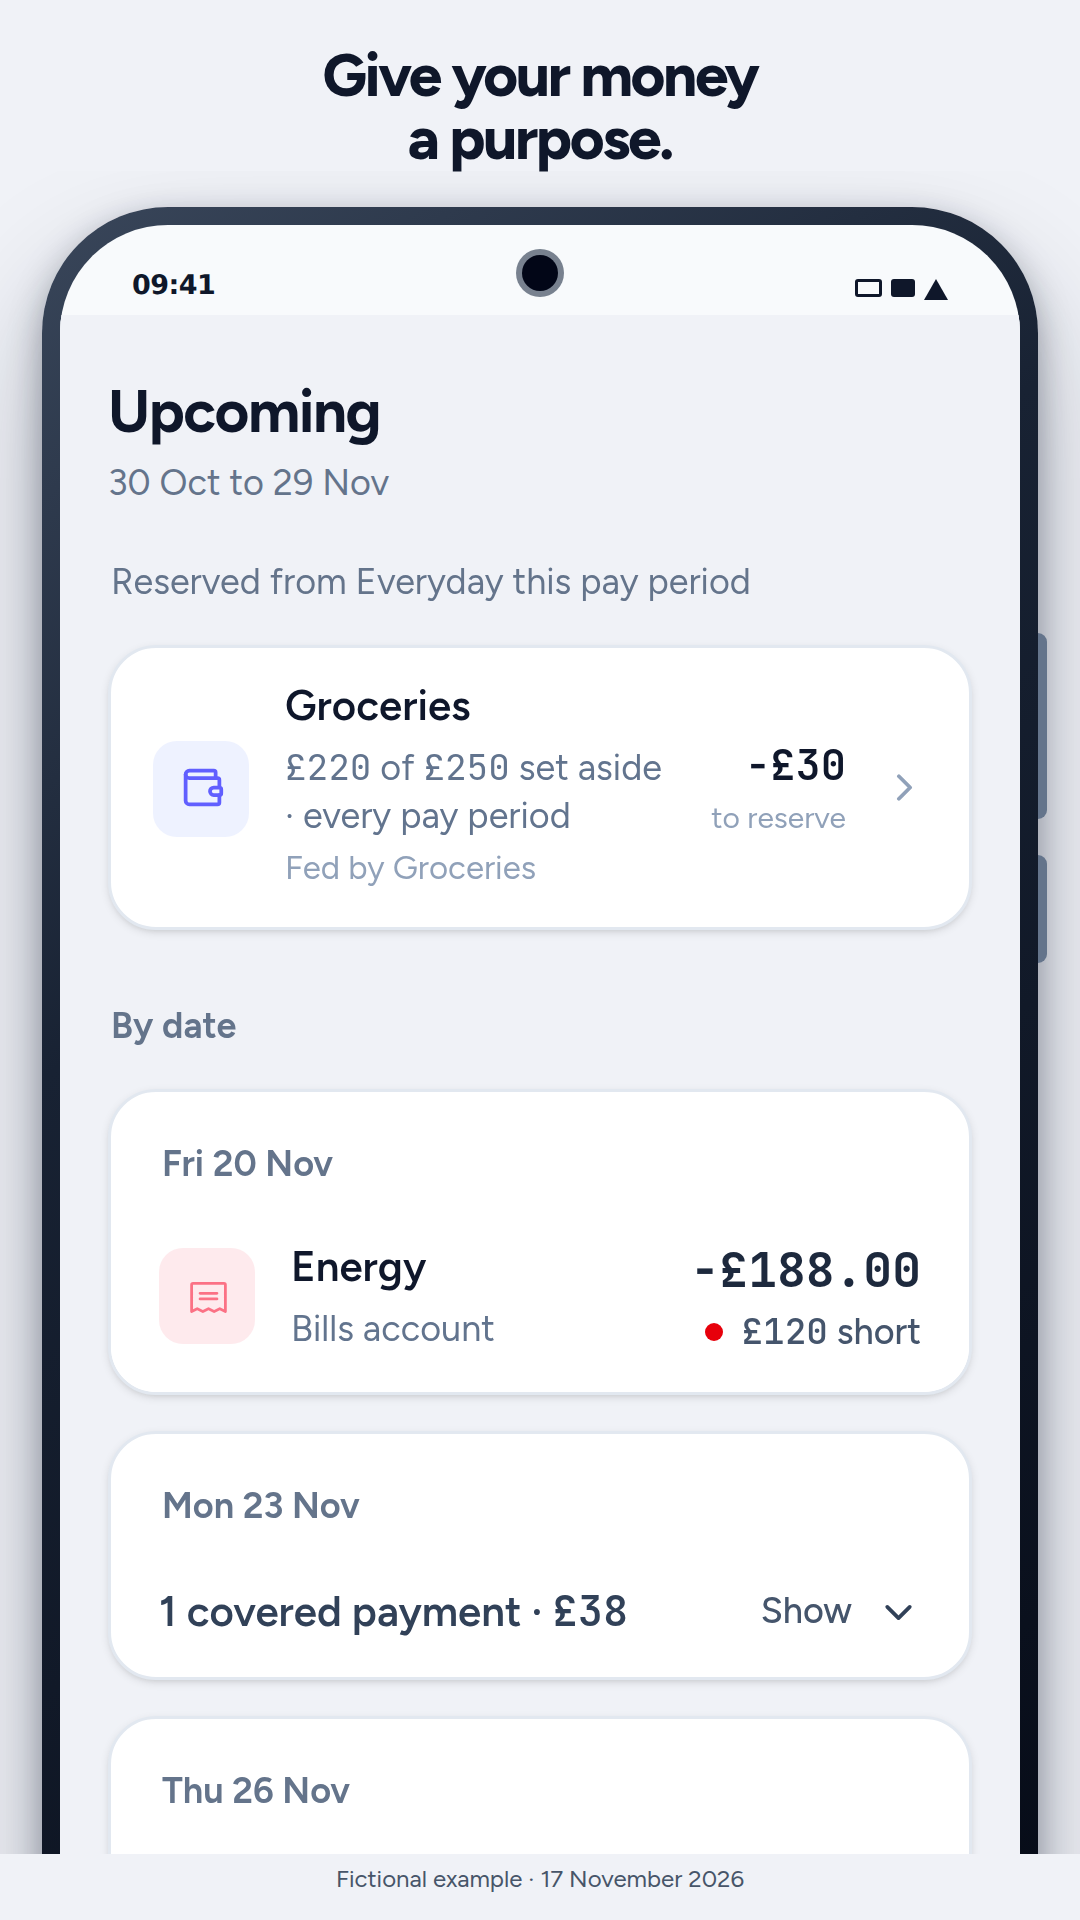 Give your money
a purpose.
09:41
Upcoming
30 Oct to 29 Nov
Reserved from Everyday this pay period
Groceries
£220 of £250 set aside
· every pay period
Fed by Groceries
-£30
to reserve
By date
Fri 20 Nov
Energy
Bills account
-£188.00
£120 short
Mon 23 Nov
1 covered payment · £38
Show
Thu 26 Nov
Fictional example · 17 November 2026